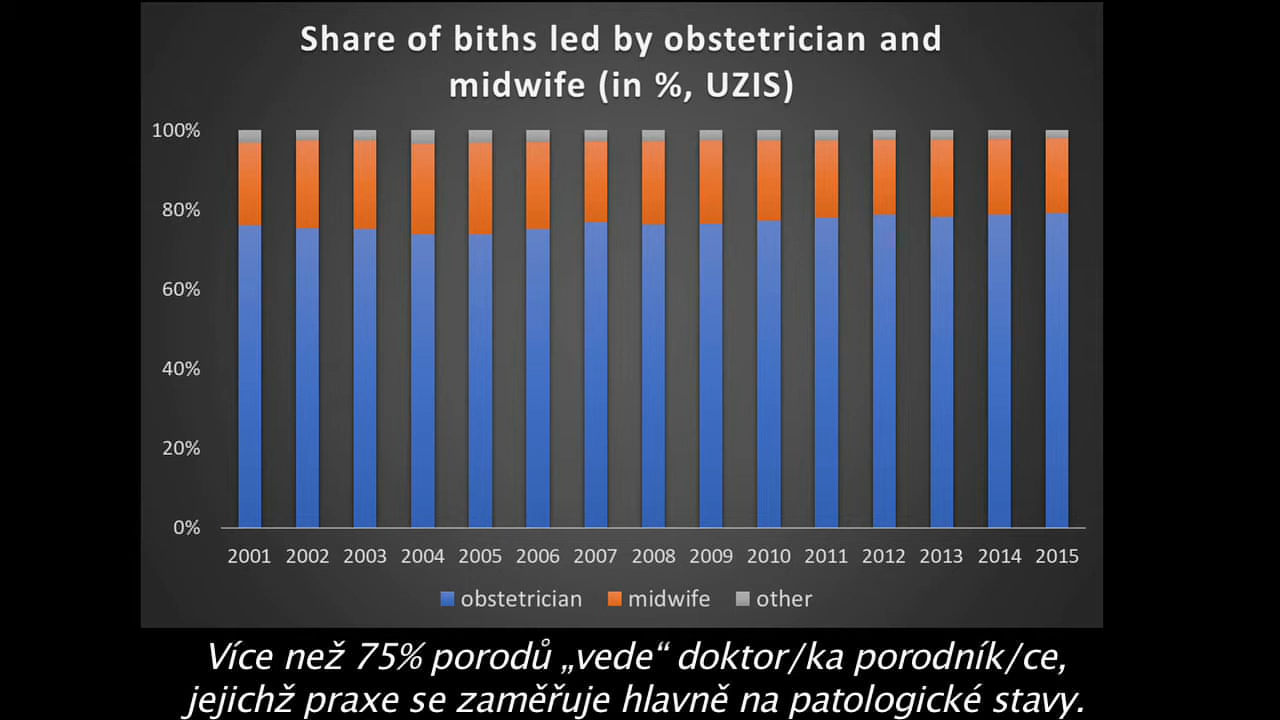 Share of biths led by obstetrician and
midwife (in %, UZIS)
100%
80%
60%
40%
20%
0%
2001 2002 2003 2004 2005 2006 2007 2008 2009 2010 2011 2012 2013 2014 2015
obstetrician midwife other
Více než 75% porodů „vede“ doktor/ka porodník/ce,
jejichž praxe se zaměřuje hlavně na patologické stavy.